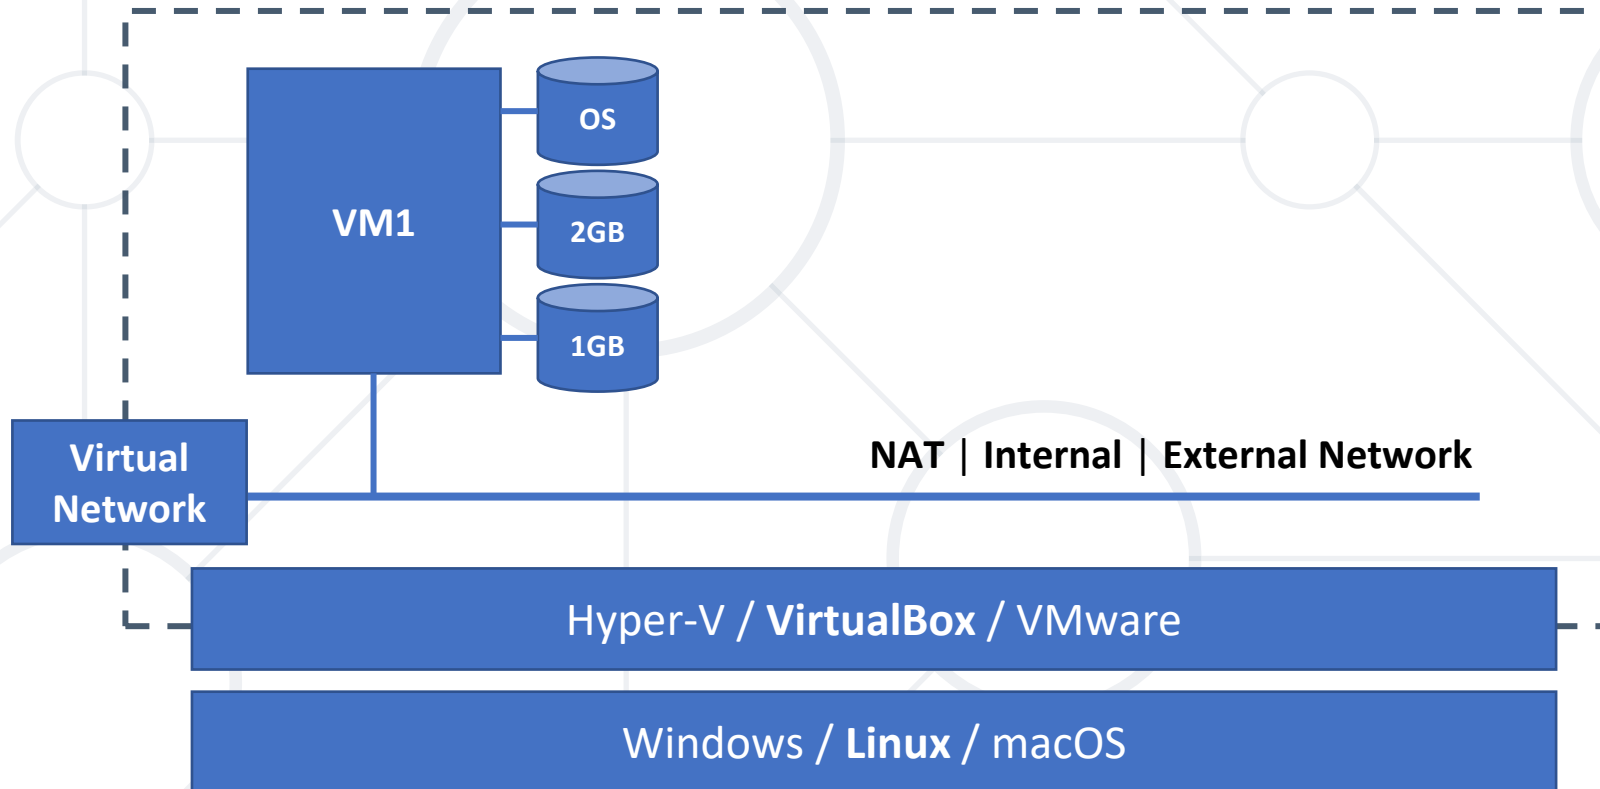 OS
VM1
2GB
1GB
Virtual
Network
NAT | Internal | External Network
Hyper-V / VirtualBox / VMware
Windows / Linux / macOS